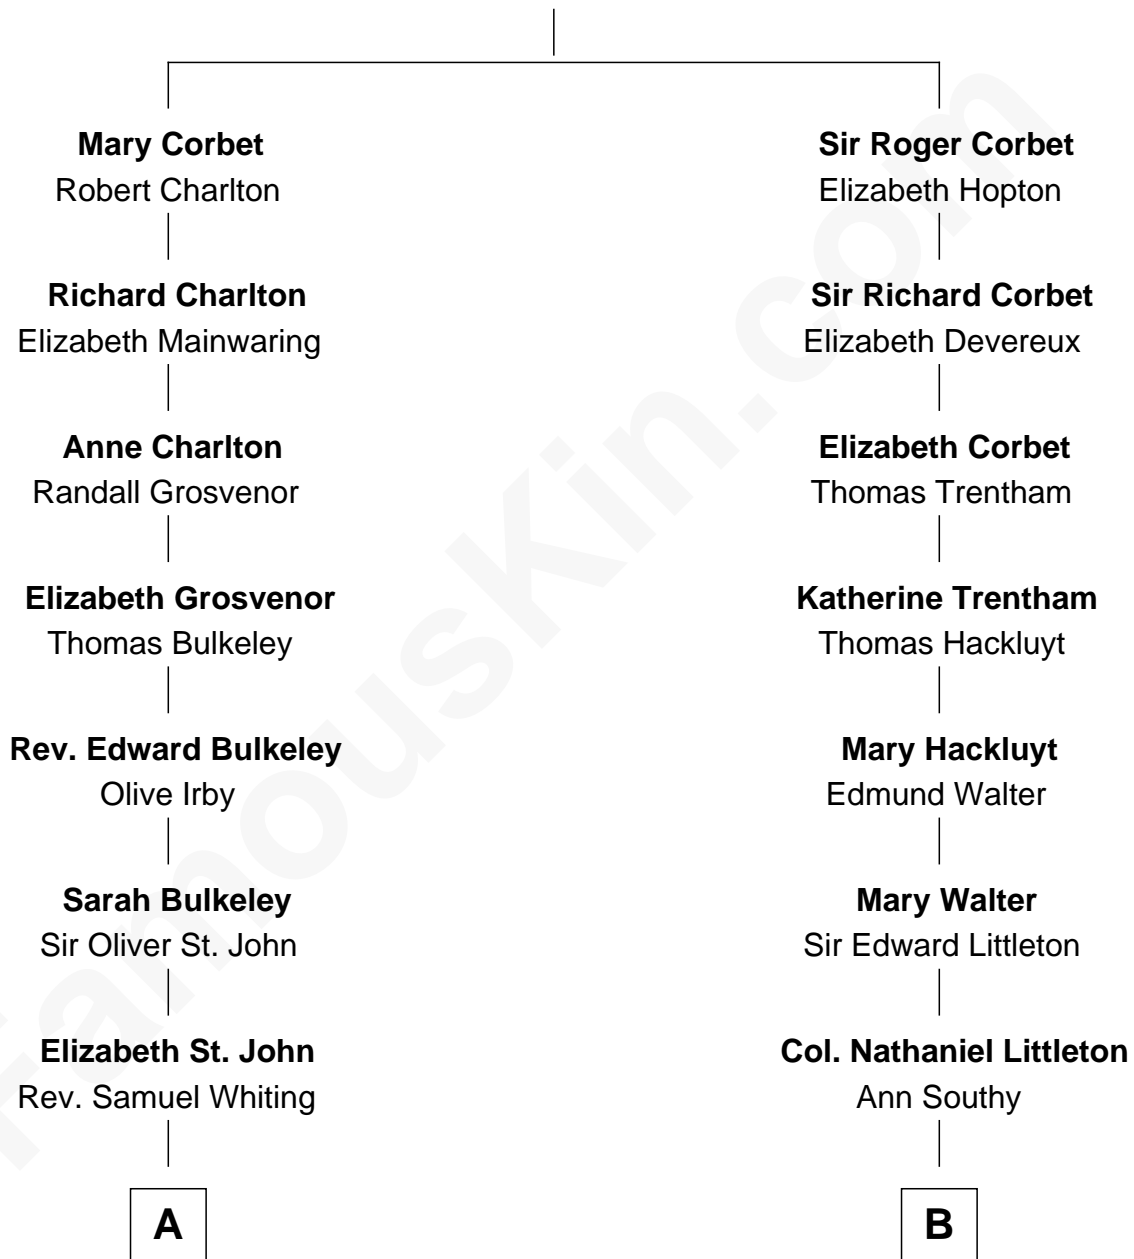 Mary Corbet
Robert Charlton
Richard Charlton
Elizabeth Mainwaring
Anne Charlton
Randall Grosvenor
Elizabeth Grosvenor
Thomas Bulkeley
Rev. Edward Bulkeley
Olive Irby
Sarah Bulkeley
Sir Oliver St. John
Elizabeth St. John
Rev. Samuel Whiting
A
Sir Roger Corbet
Elizabeth Hopton
Sir Richard Corbet
Elizabeth Devereux
Elizabeth Corbet
Thomas Trentham
Katherine Trentham
Thomas Hackluyt
Mary Hackluyt
Edmund Walter
Mary Walter
Sir Edward Littleton
Col. Nathaniel Littleton
Ann Southy
B
FamousKin.com